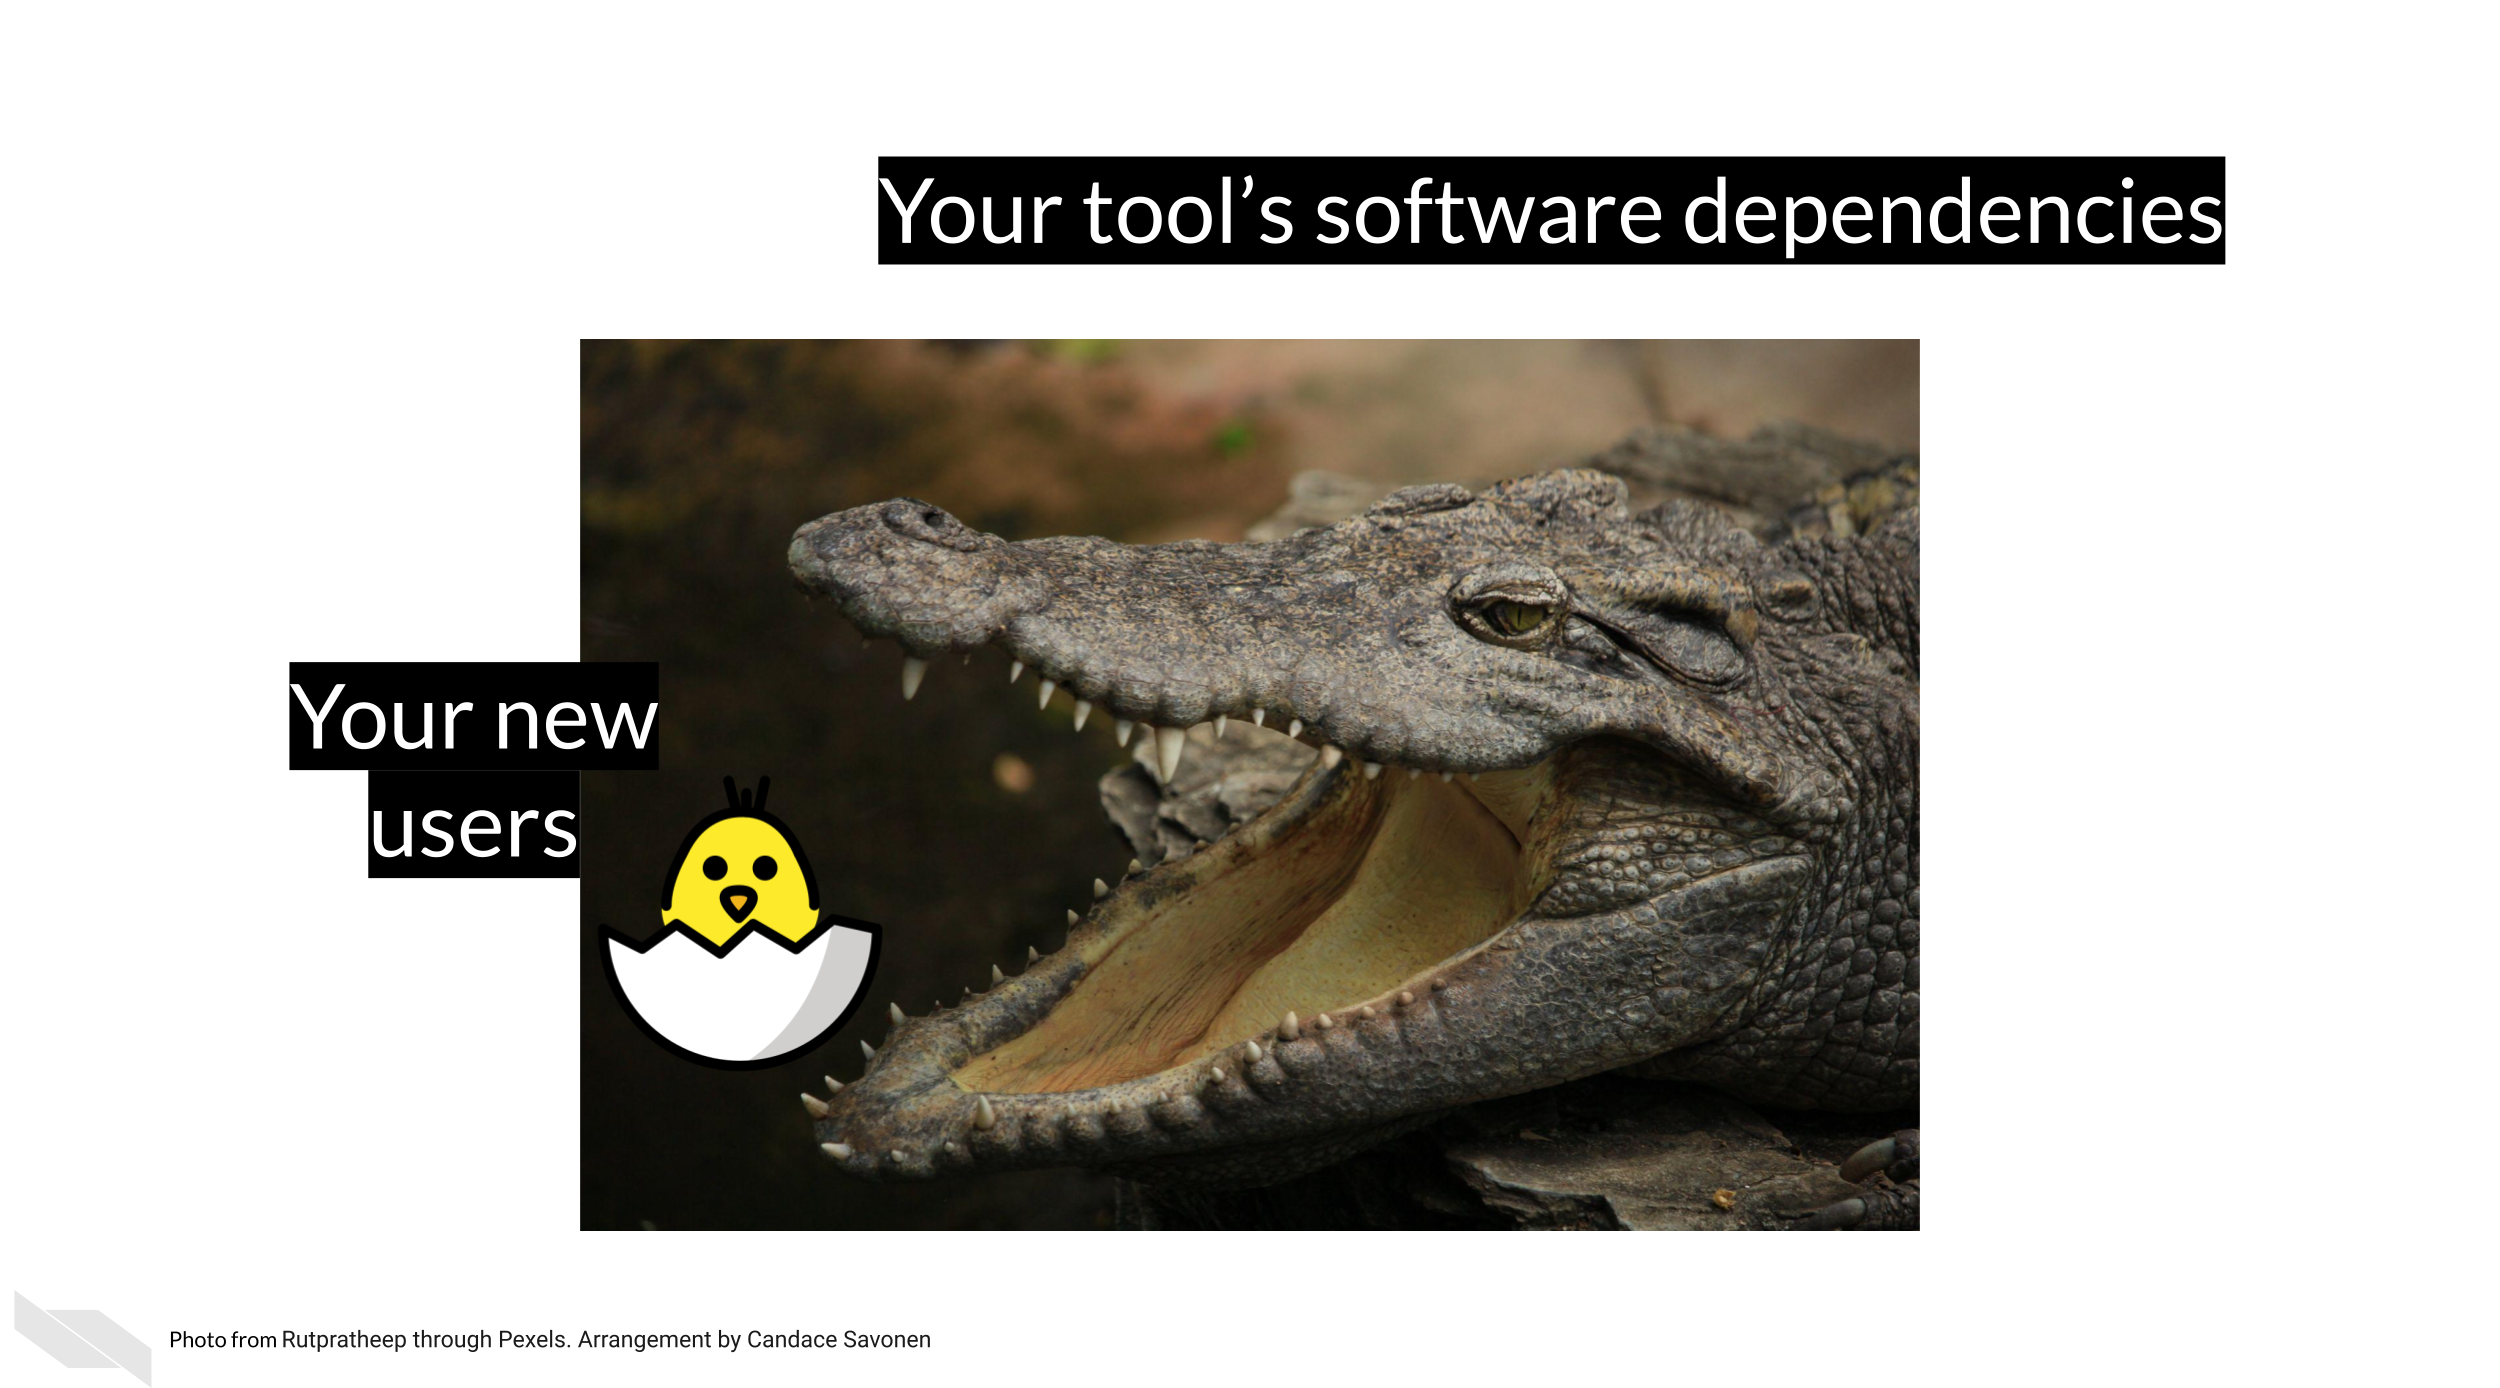 Your tool’s software dependencies
Your new
users
Photo from Rutpratheep through Pexels. Arrangement by Candace Savonen